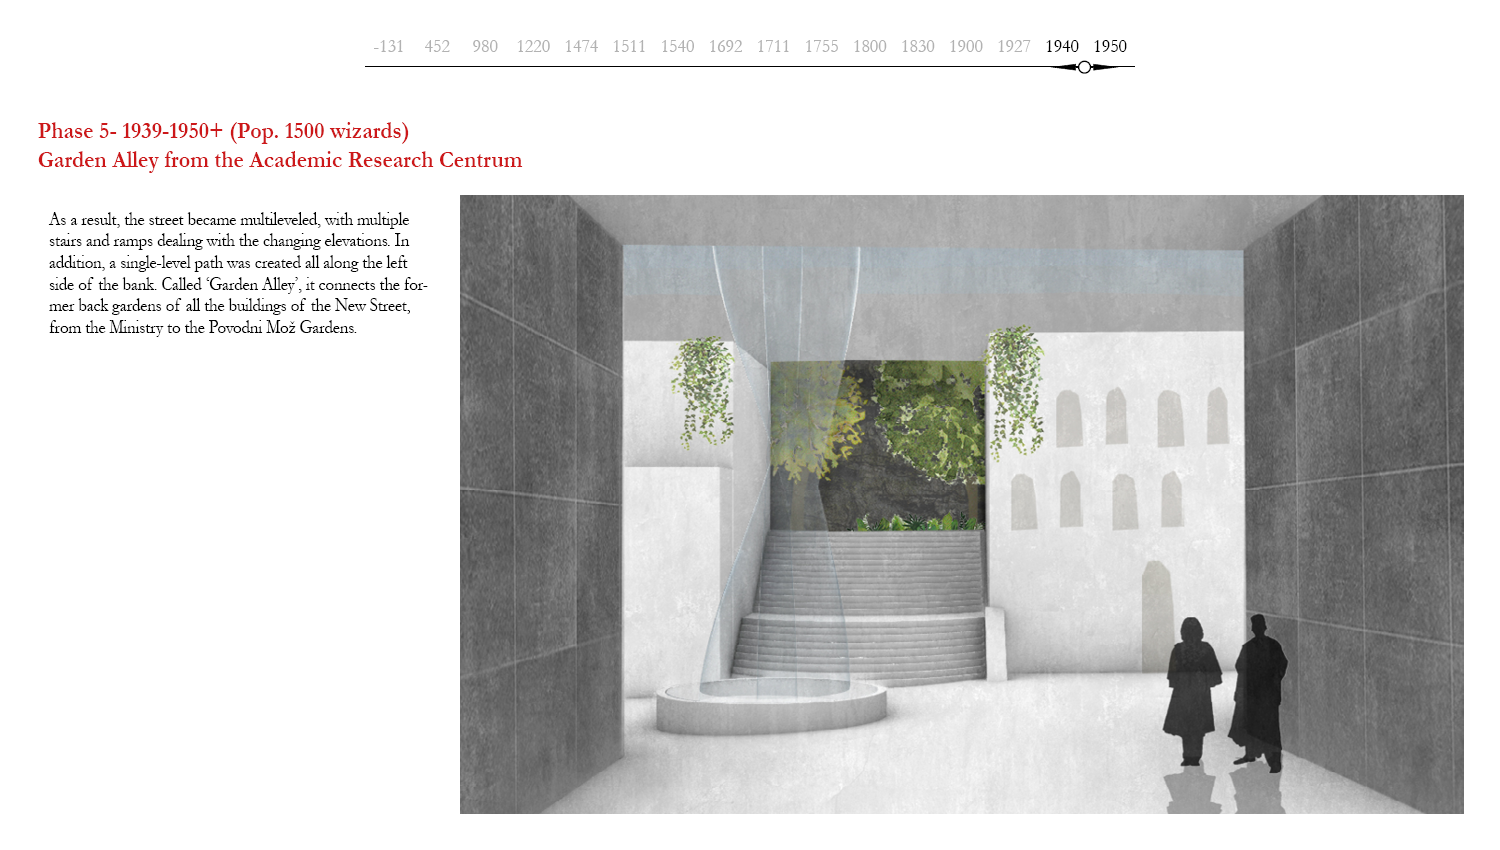 -131 452 980 1220 1474 1511 1540 1692 1711 1755 1800 1830 1900 1927 1940 1950
Phase 5- 1939-1950+ (Pop. 1500 wizards)
Garden Alley from the Academic Research Centrum
As a result, the street became multileveled, with multiple
stairs and ramps dealing with the changing elevations. In
addition, a single-level path was created all along the left
side of the bank. Called ‘Garden Alley’, it connects the for-
mer back gardens of all the buildings of the New Street,
from the Ministry to the Povodni Mož Gardens.